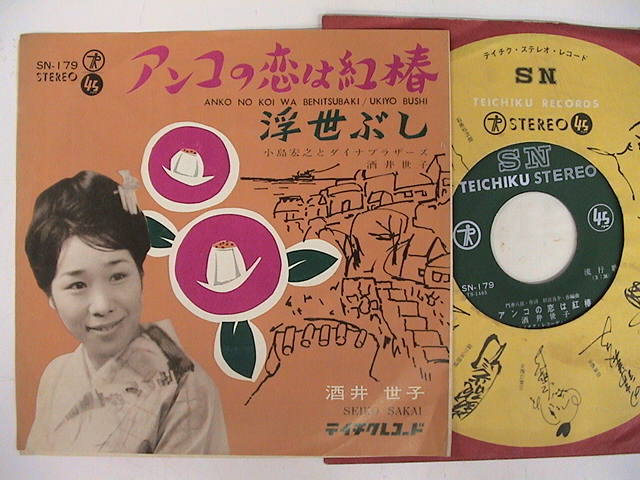 SN-179
STEREO
45
アンコの恋は紅椿
ANKO NO KOI WA BENITSUBAKI / UKIYO BUSHI
浮世ぶし
小島宏之とダイナブラザーズ
酒井世子
酒井 世子
SEIKO SAKAI
テイチクレコード
テイチク・ステレオ・レコード
SN
TEICHIKU RECORDS
STEREO 45
SN
TEICHIKU STEREO
45
SN-179
流行歌
アンコの恋は紅椿
酒井世子